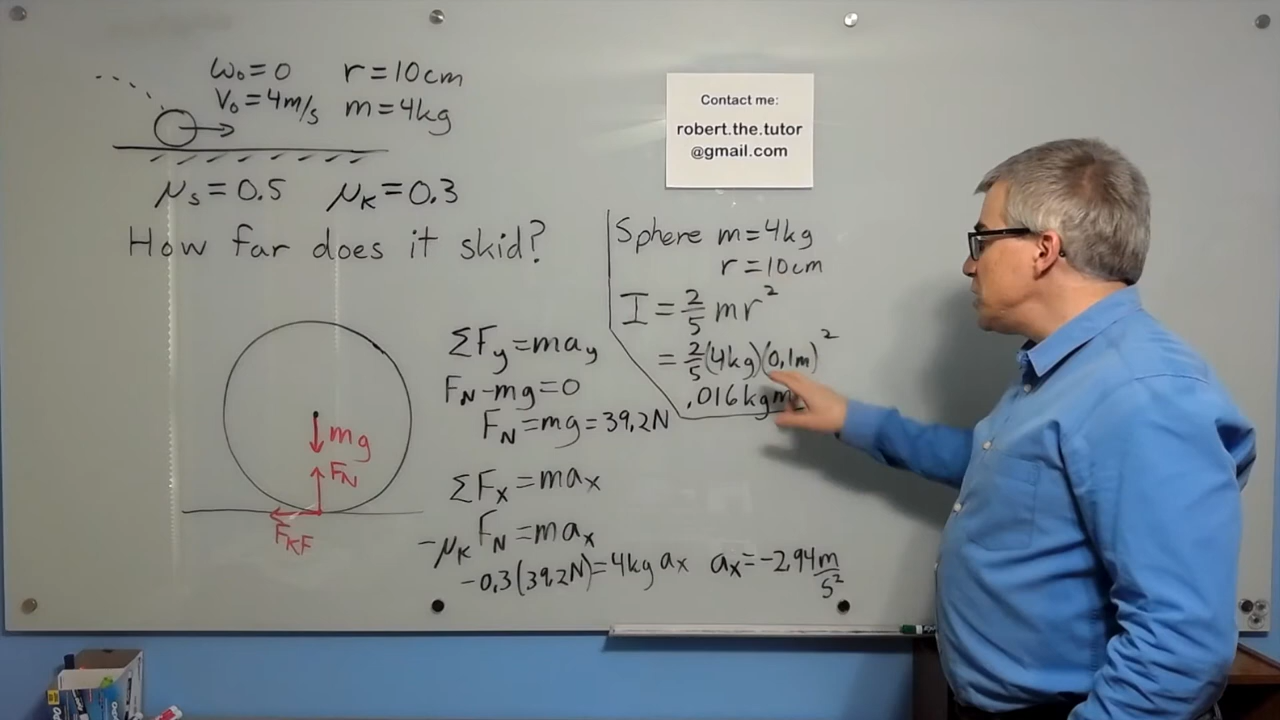 ω₀=0 r=10cm
V₀=4m/s m=4kg
μs=0.5 μK=0.3
How far does it skid?
Contact me:
robert.the.tutor
@gmail.com
Sphere m=4kg
r=10cm
I=2/5 mr²
=2/5(4kg)(0.1m)²
.016kgm
ΣFy=may
FN-mg=0
FN=mg=39.2N
ΣFx=max
-μK FN=max
-0.3(39.2N)=4kg ax ax=-2.94 m/s²
mg
FN
FKF